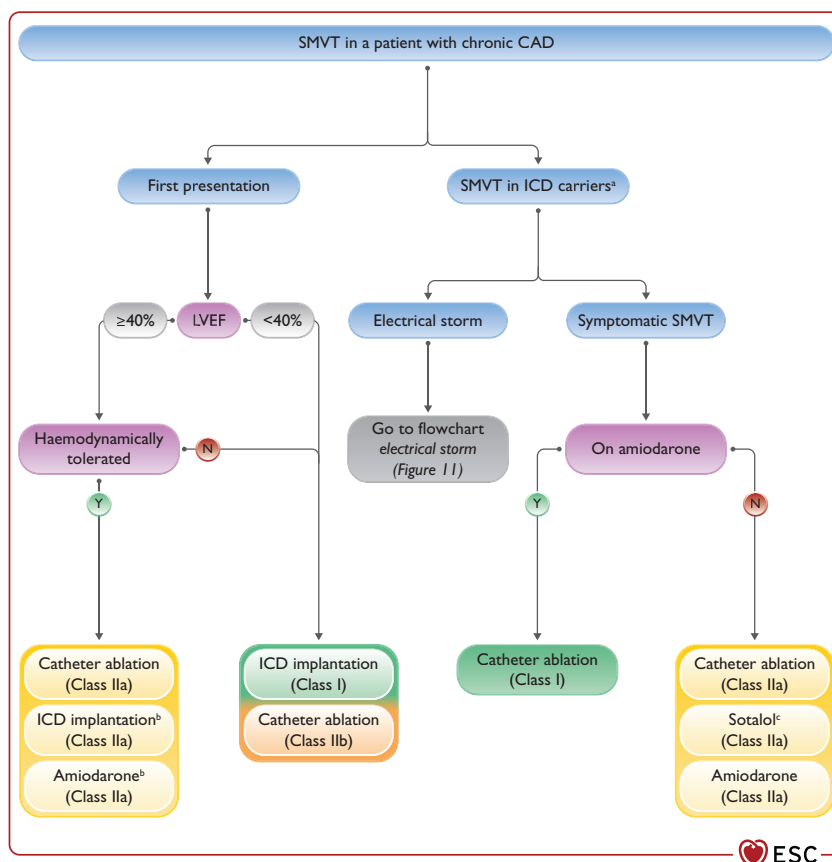 SMVT in a patient with chronic CAD
First presentation
SMVT in ICD carriersᵃ
≥40%
LVEF
<40%
Electrical storm
Symptomatic SMVT
Haemodynamically
tolerated
N
Go to flowchart
electrical storm
(Figure 11)
On amiodarone
Y
Y
N
Catheter ablation
(Class IIa)
ICD implantationᵇ
(Class IIa)
Amiodaroneᵇ
(Class IIa)
ICD implantation
(Class I)
Catheter ablation
(Class IIb)
Catheter ablation
(Class I)
Catheter ablation
(Class IIa)
Sotalolᶜ
(Class IIa)
Amiodarone
(Class IIa)
ESC